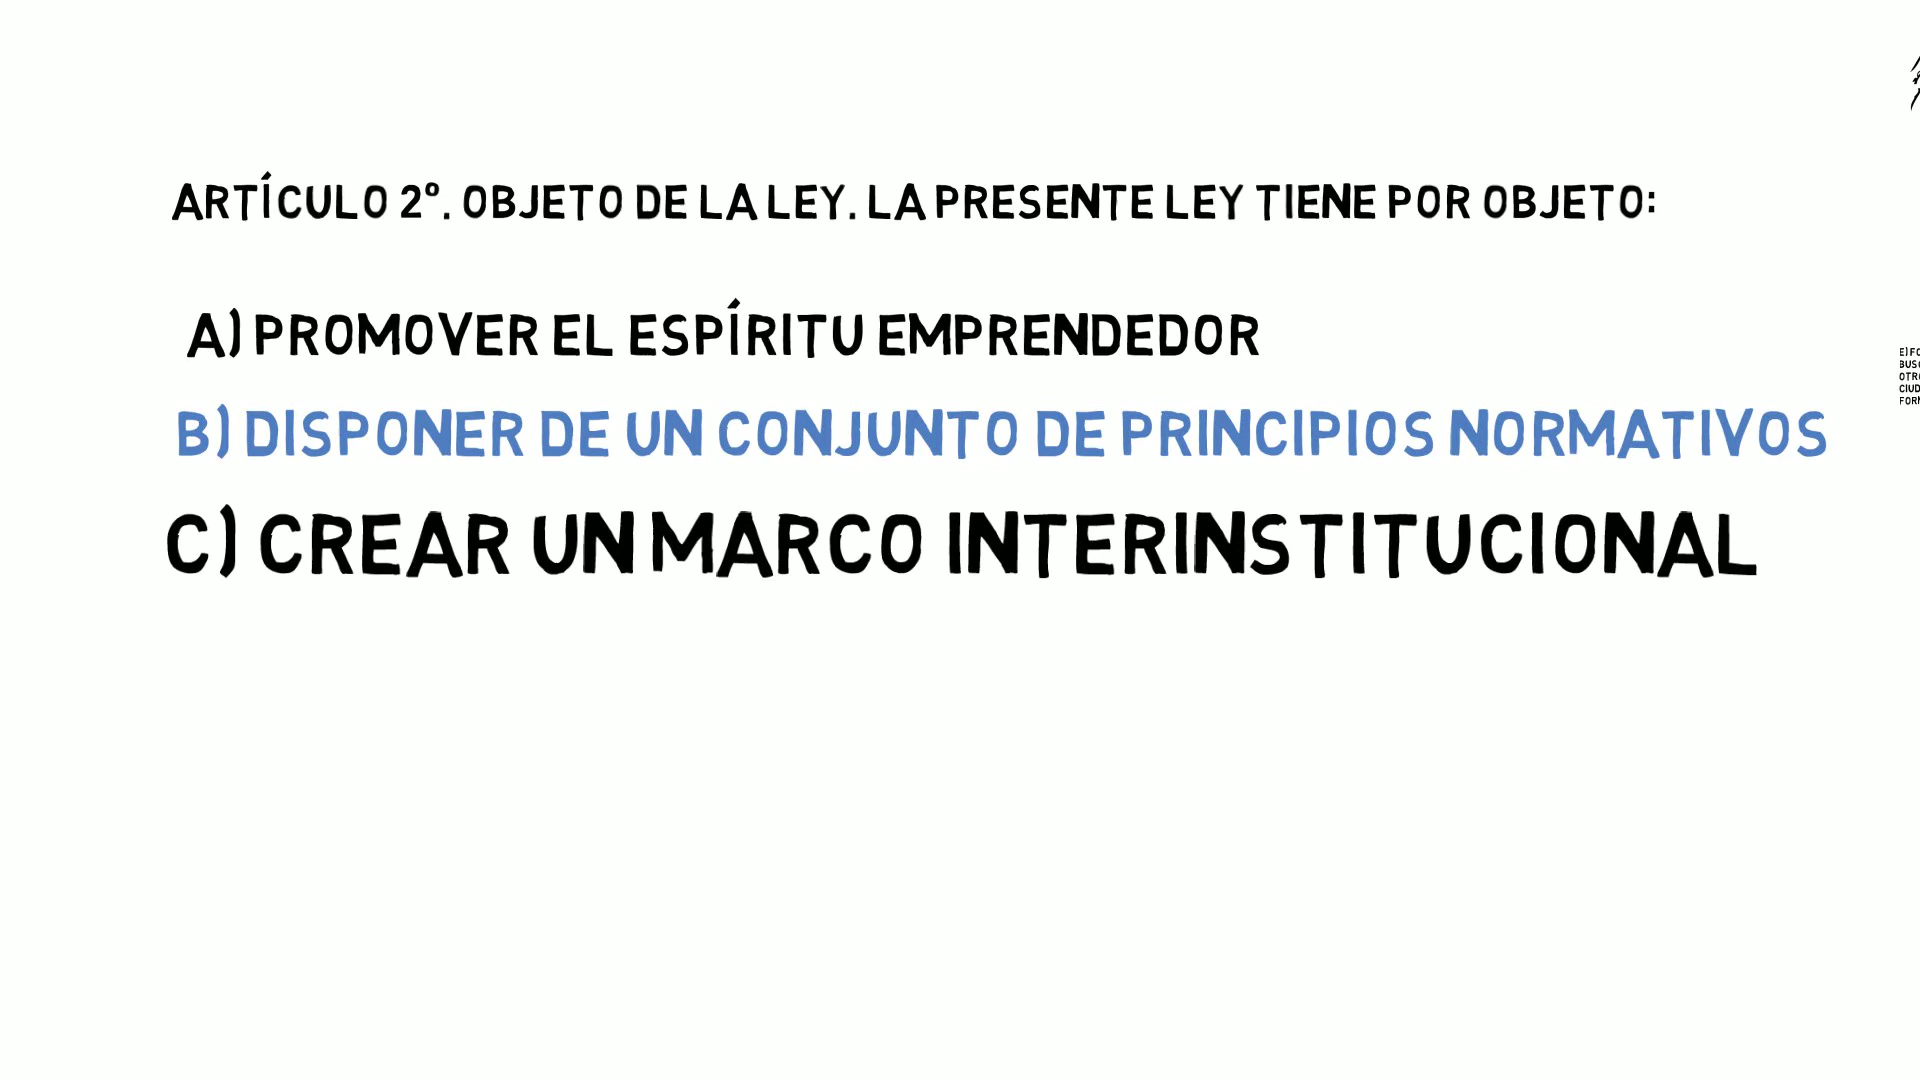 ARTÍCULO 2º. OBJETO DE LA LEY. LA PRESENTE LEY TIENE POR OBJETO:
A) PROMOVER EL ESPÍRITU EMPRENDEDOR
B) DISPONER DE UN CONJUNTO DE PRINCIPIOS NORMATIVOS
C) CREAR UN MARCO INTERINSTITUCIONAL